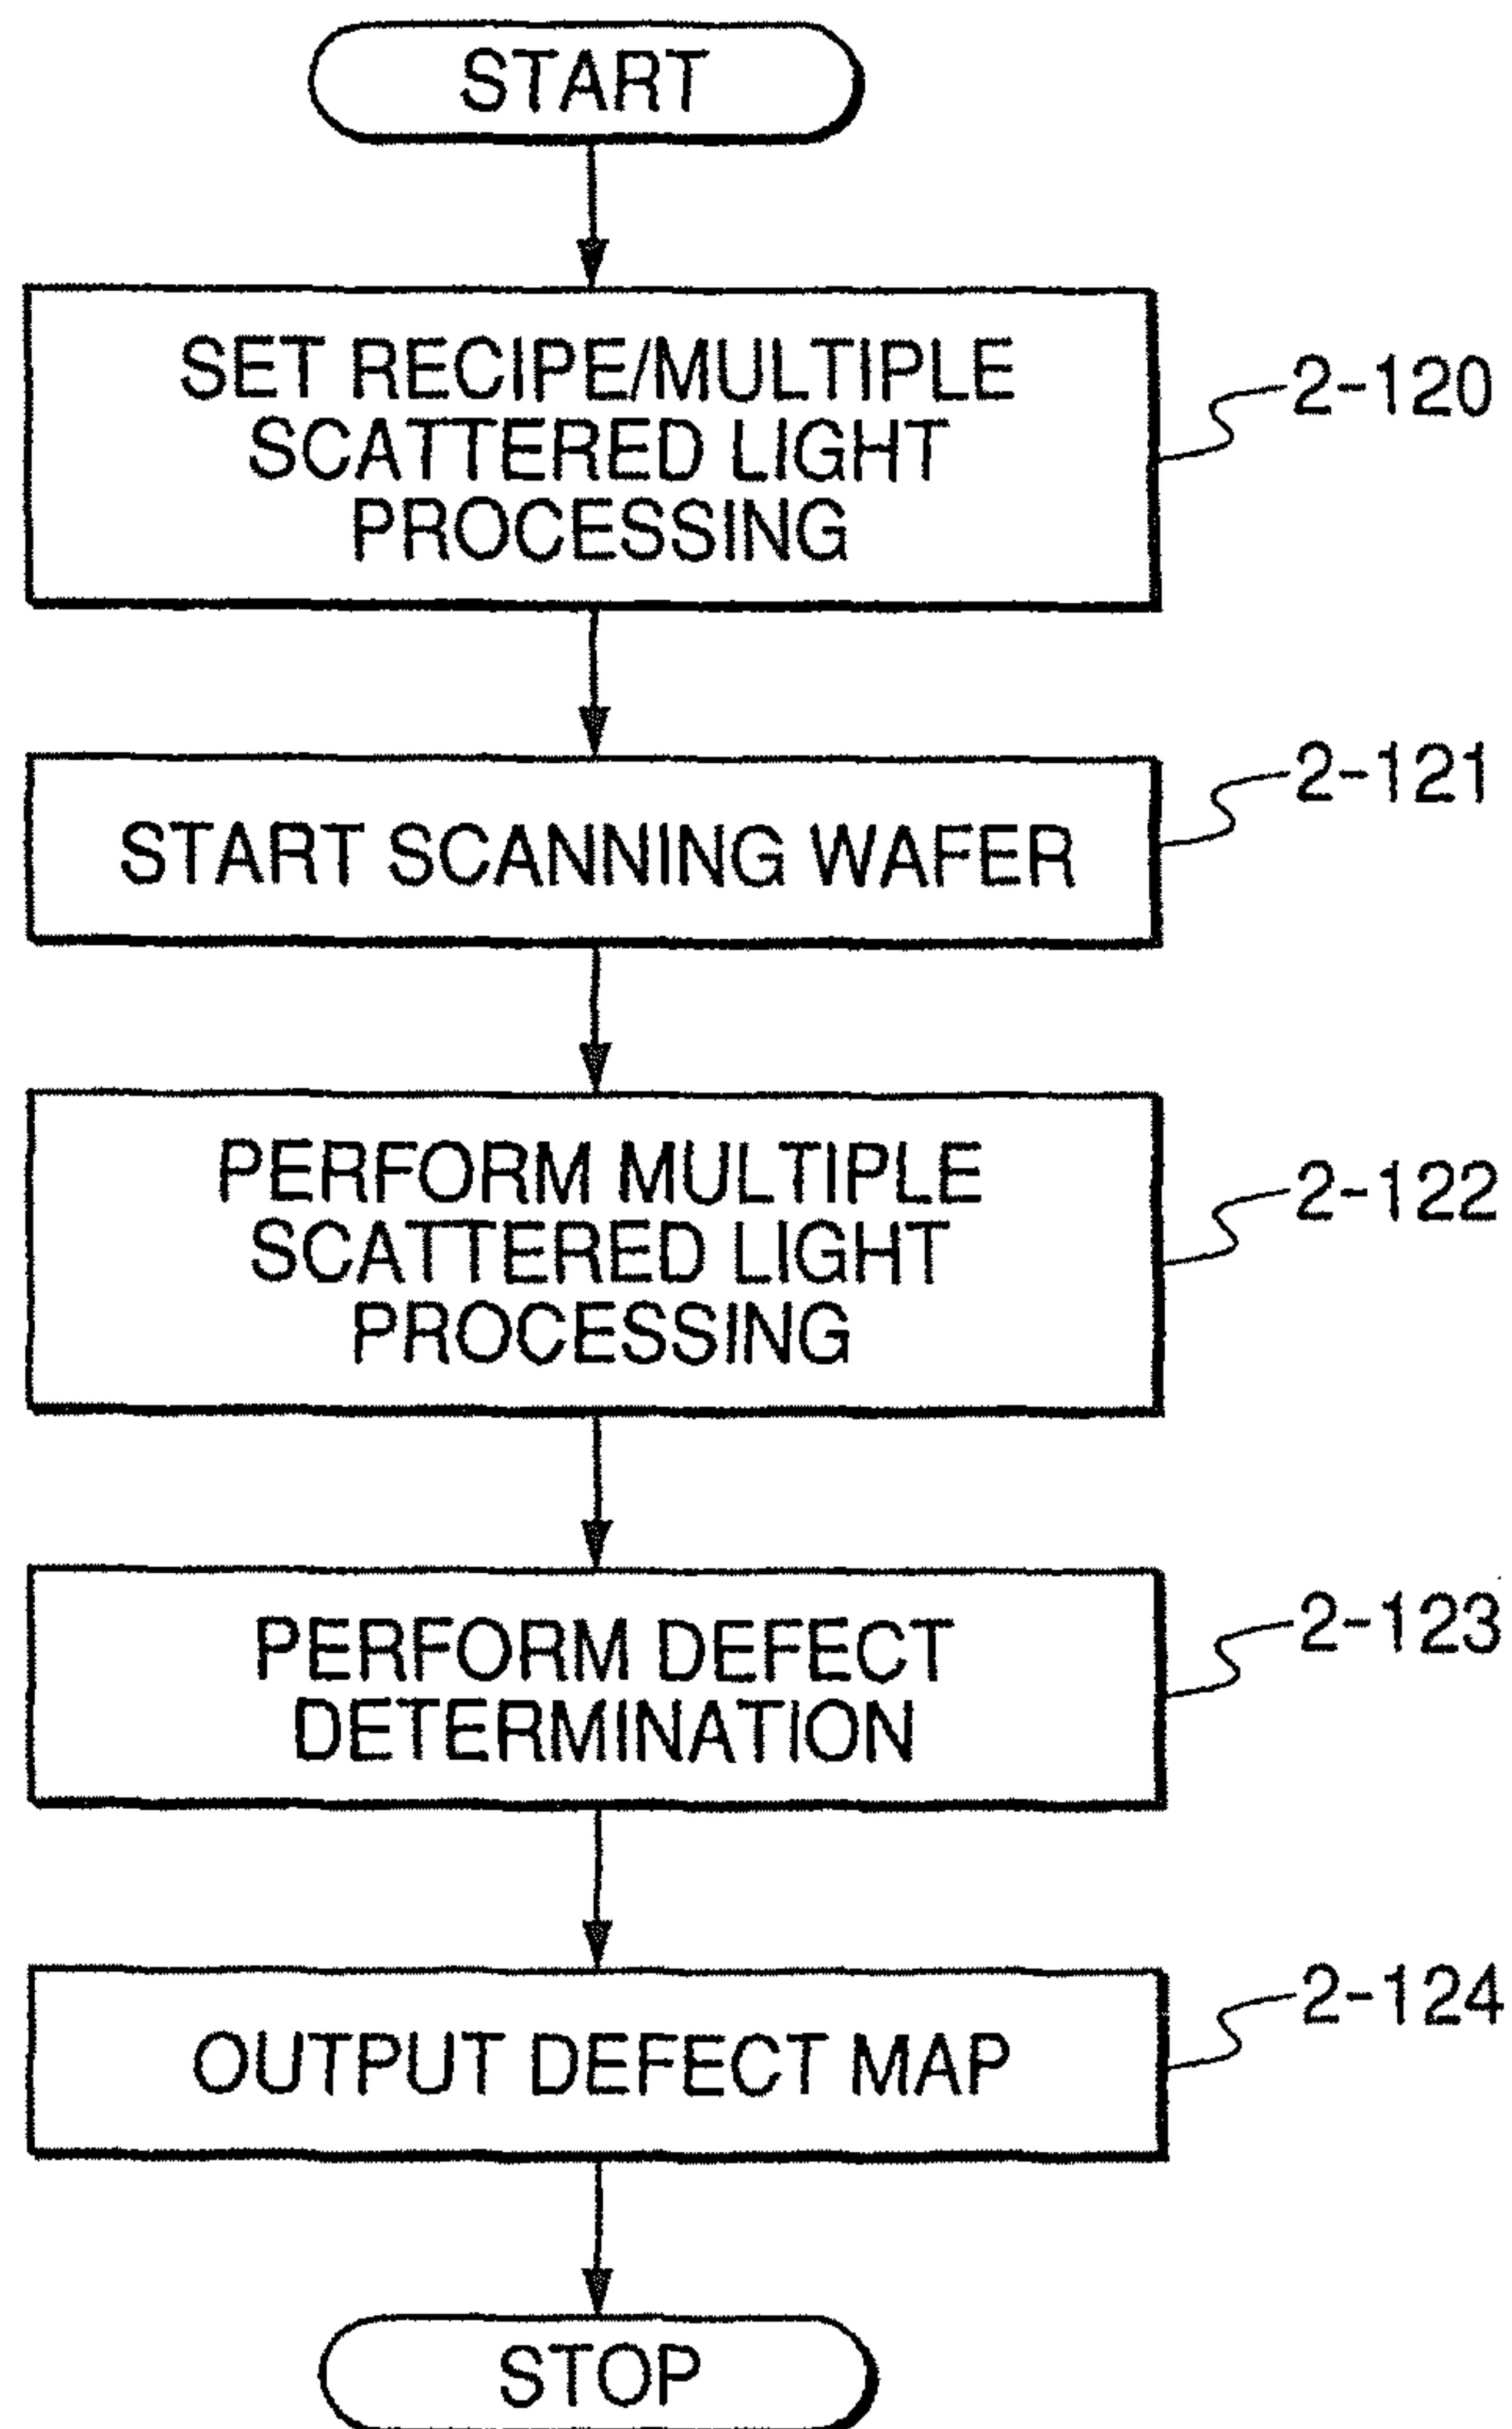 START
SET RECIPE/MULTIPLE
SCATTERED LIGHT
PROCESSING
2-120
START SCANNING WAFER
2-121
PERFORM MULTIPLE
SCATTERED LIGHT
PROCESSING
2-122
PERFORM DEFECT
DETERMINATION
2-123
OUTPUT DEFECT MAP
2-124
STOP